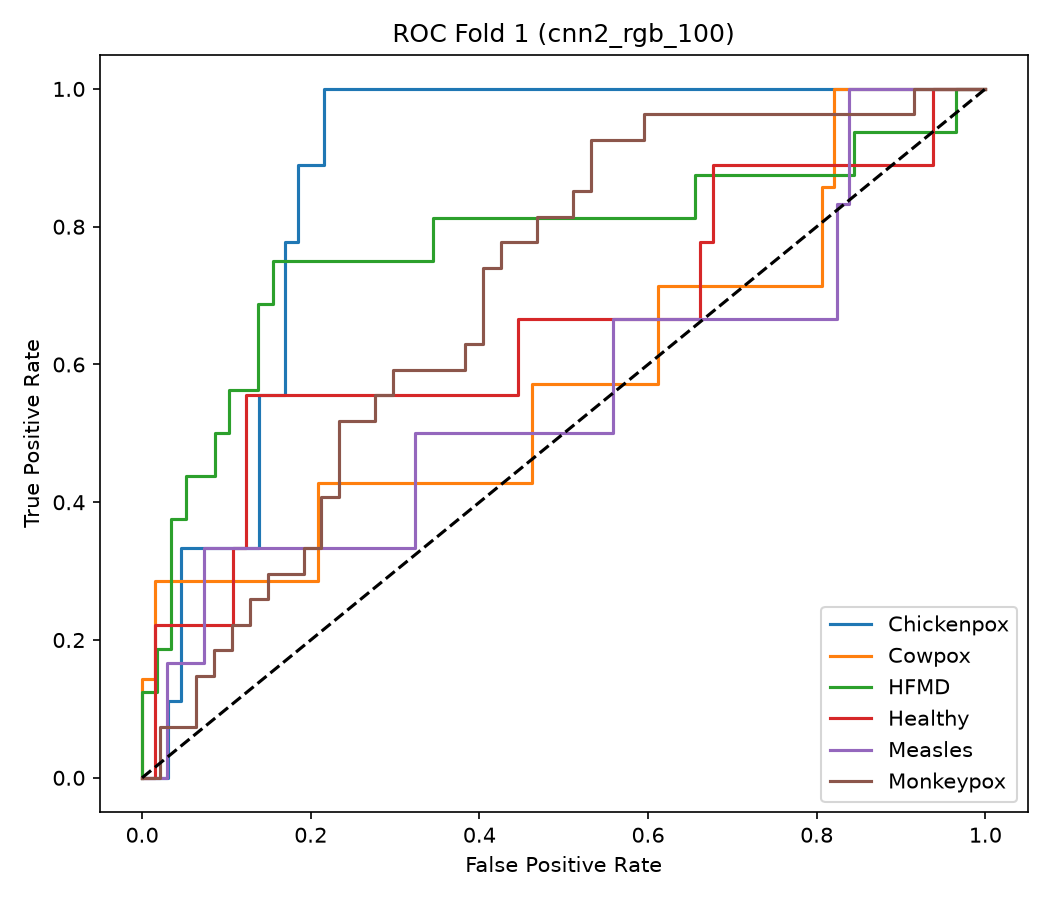 ROC Fold 1 (cnn2_rgb_100)
True Positive Rate
1.0
0.8
0.6
0.4
0.2
0.0
0.0 0.2 0.4 0.6 0.8 1.0
False Positive Rate
Chickenpox
Cowpox
HFMD
Healthy
Measles
Monkeypox